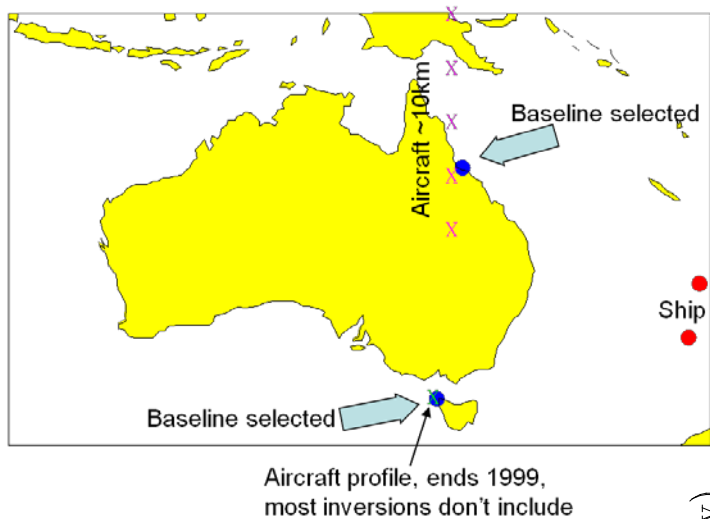 X
X
Aircraft ~10km
Baseline selected
X
X
X
Ship
X
Baseline selected
Aircraft profile, ends 1999,
most inversions don't include